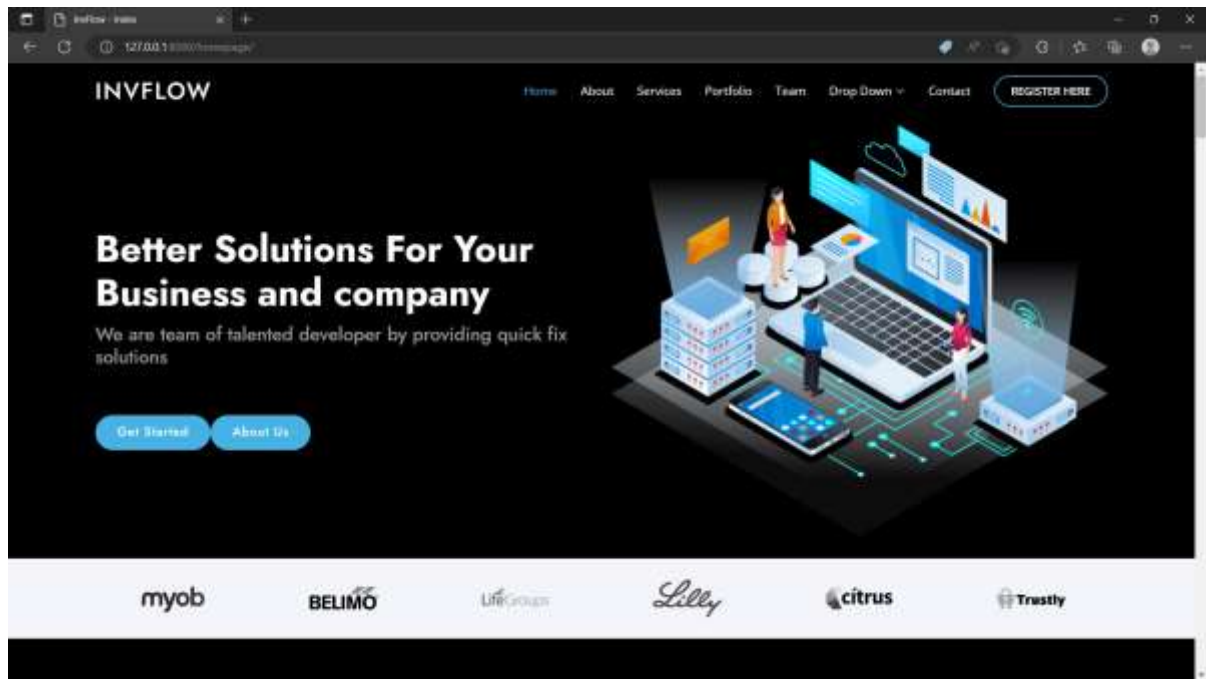 127.0.0.1
INVFLOW
Home About Services Portfolio Team Drop Down Contact REGISTER HERE
Better Solutions For Your
Business and company
We are team of talented developer by providing quick fix
solutions
Get Started About Us
myob BELIMO LifeGroups Lilly citrus Trustly